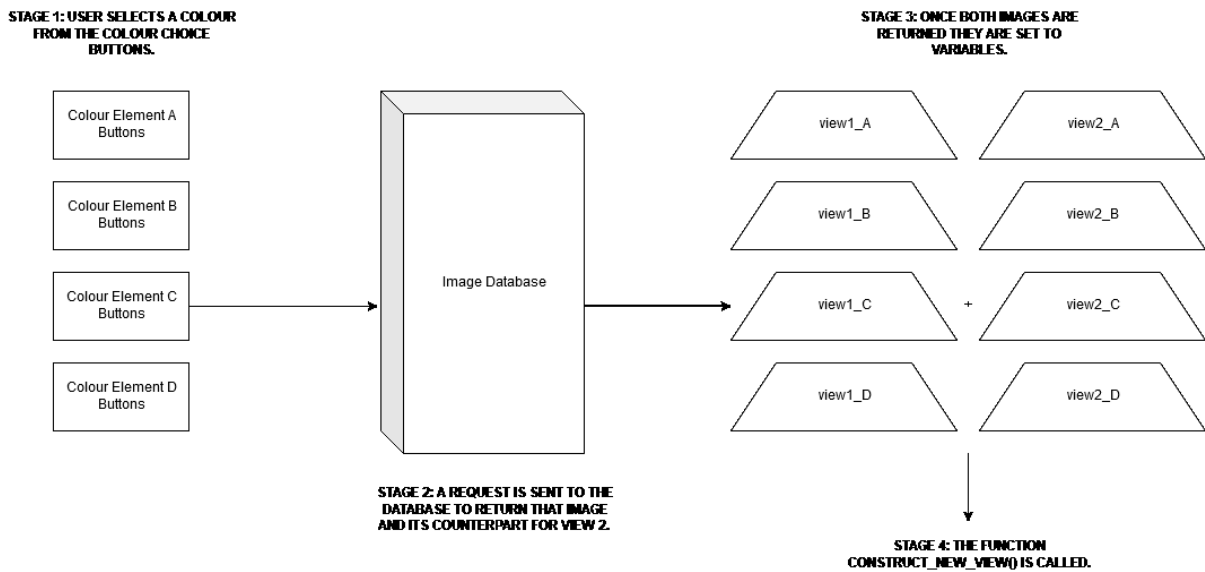 STAGE 1: USER SELECTS A COLOUR
FROM THE COLOUR CHOICE
BUTTONS.
STAGE 3: ONCE BOTH IMAGES ARE
RETURNED THEY ARE SET TO
VARIABLES.
Colour Element A
Buttons
Colour Element B
Buttons
Colour Element C
Buttons
Colour Element D
Buttons
Image Database
view1_A
view2_A
view1_B
view2_B
view1_C
+
view2_C
view1_D
view2_D
STAGE 2: A REQUEST IS SENT TO THE
DATABASE TO RETURN THAT IMAGE
AND ITS COUNTERPART FOR VIEW 2.
STAGE 4: THE FUNCTION
CONSTRUCT_NEW_VIEW() IS CALLED.